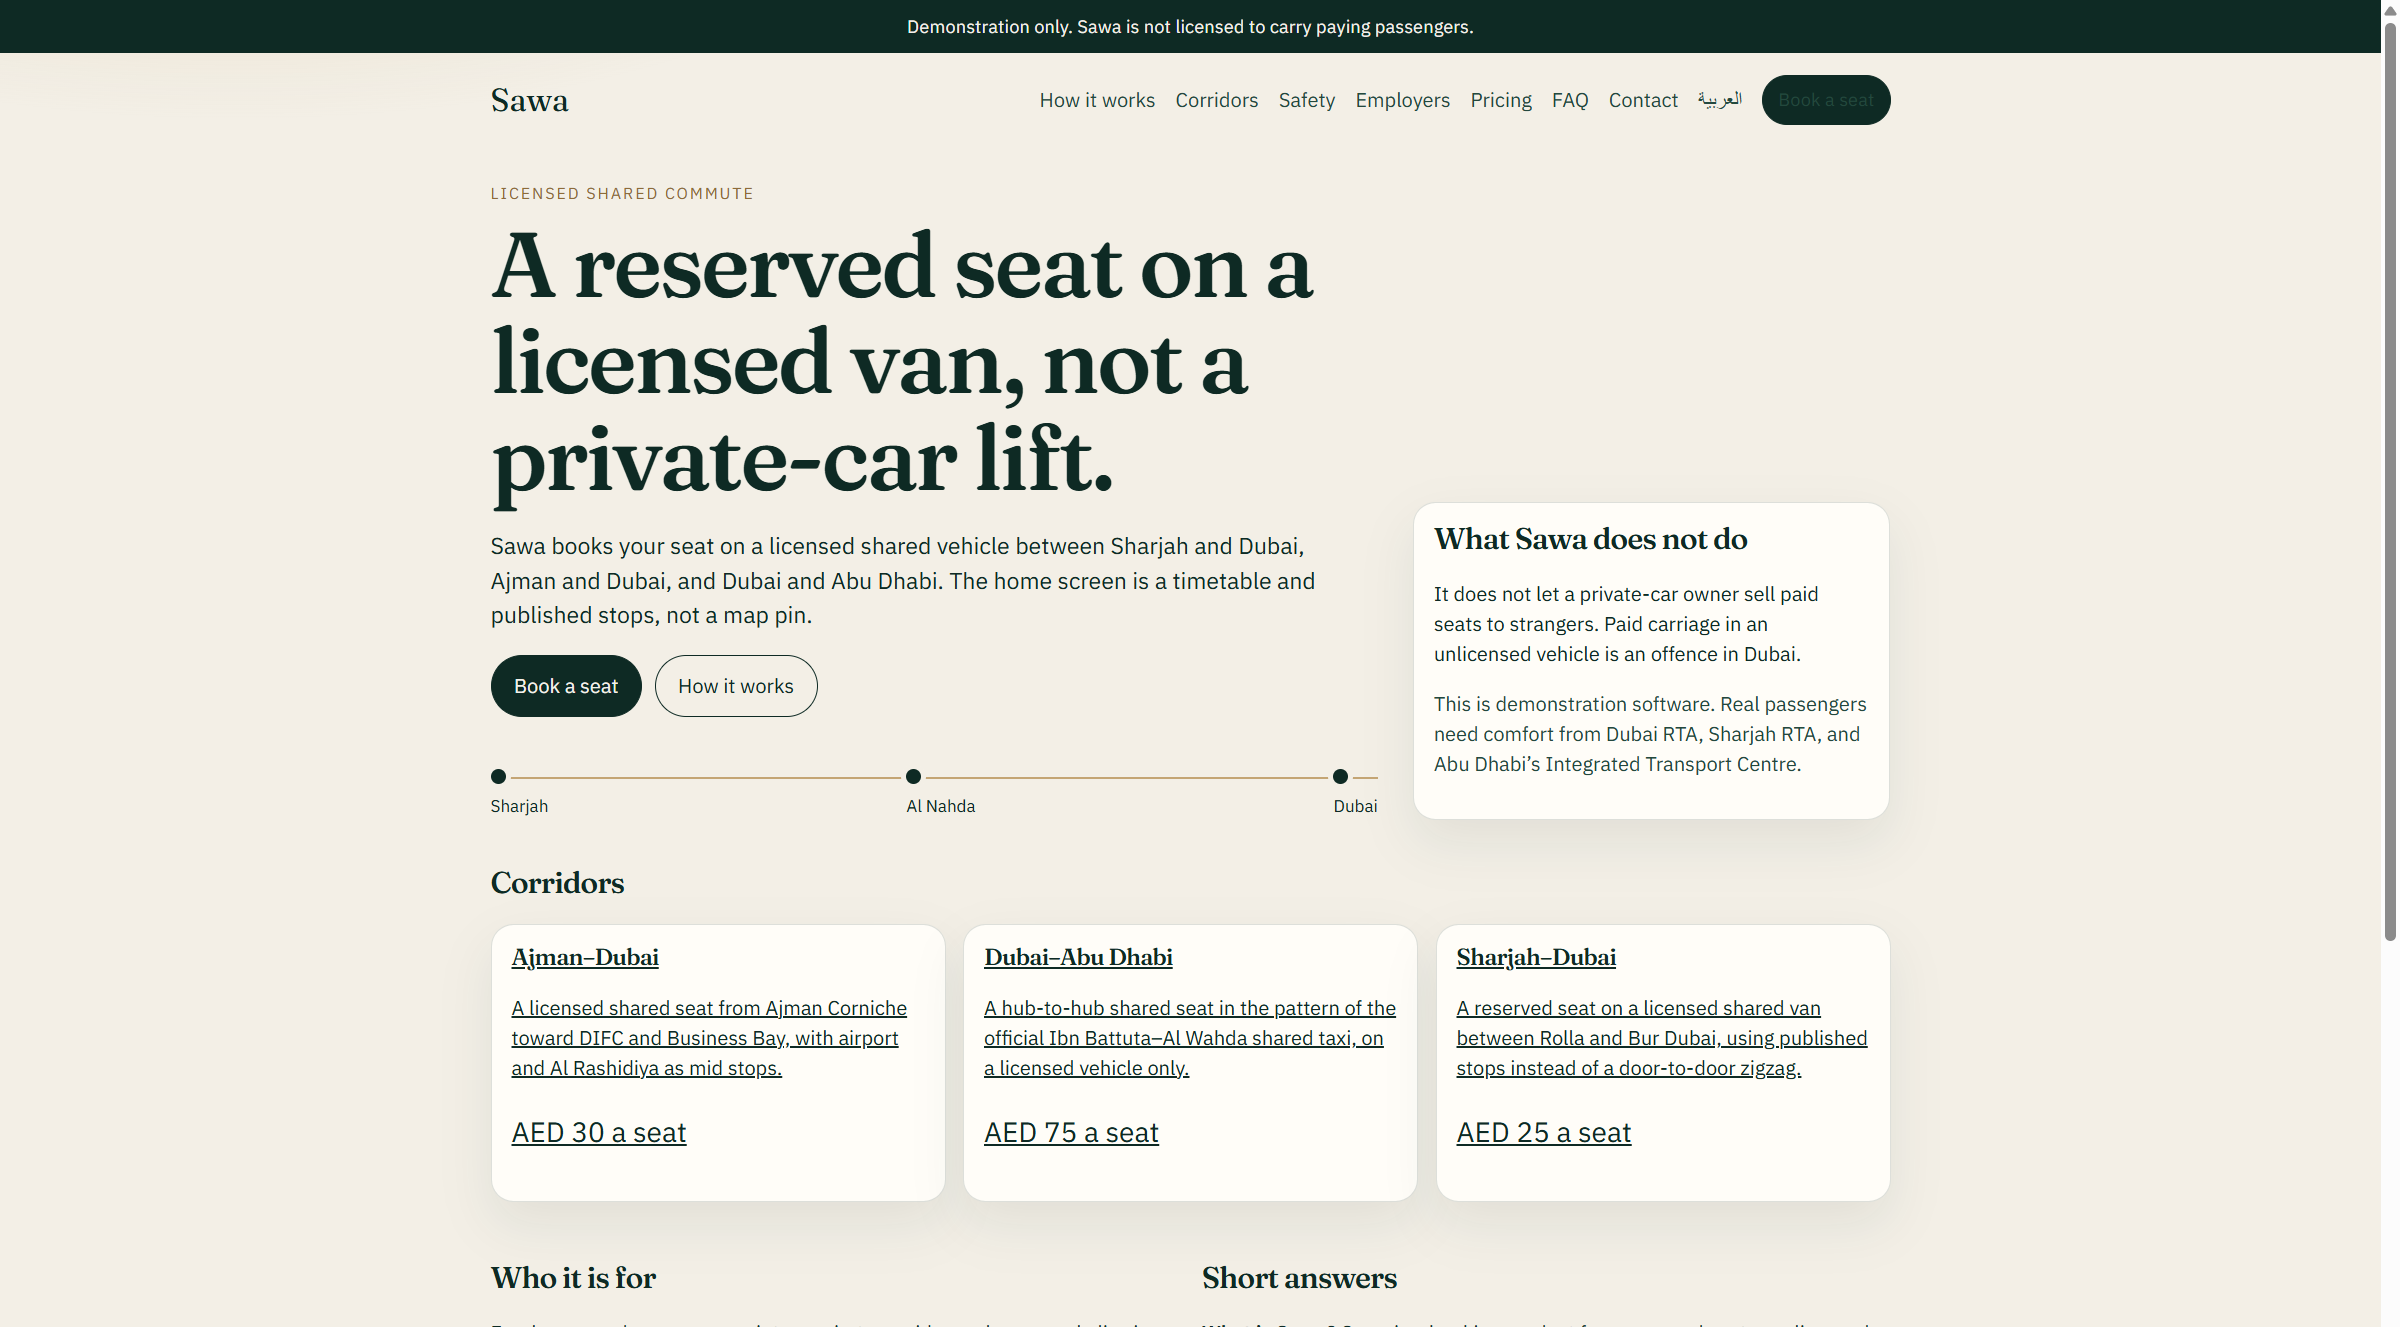 Demonstration only. Sawa is not licensed to carry paying passengers.
Sawa
How it works Corridors Safety Employers Pricing FAQ Contact العربية Book a seat
LICENSED SHARED COMMUTE
A reserved seat on a
licensed van, not a
private-car lift.
Sawa books your seat on a licensed shared vehicle between Sharjah and Dubai,
Ajman and Dubai, and Dubai and Abu Dhabi. The home screen is a timetable and
published stops, not a map pin.
Book a seat How it works
Sharjah Al Nahda Dubai
What Sawa does not do
It does not let a private-car owner sell paid
seats to strangers. Paid carriage in an
unlicensed vehicle is an offence in Dubai.
This is demonstration software. Real passengers
need comfort from Dubai RTA, Sharjah RTA, and
Abu Dhabi’s Integrated Transport Centre.
Corridors
Ajman–Dubai
A licensed shared seat from Ajman Corniche
toward DIFC and Business Bay, with airport
and Al Rashidiya as mid stops.
AED 30 a seat
Dubai–Abu Dhabi
A hub-to-hub shared seat in the pattern of the
official Ibn Battuta–Al Wahda shared taxi, on
a licensed vehicle only.
AED 75 a seat
Sharjah–Dubai
A reserved seat on a licensed shared van
between Rolla and Bur Dubai, using published
stops instead of a door-to-door zigzag.
AED 25 a seat
Who it is for
Short answers